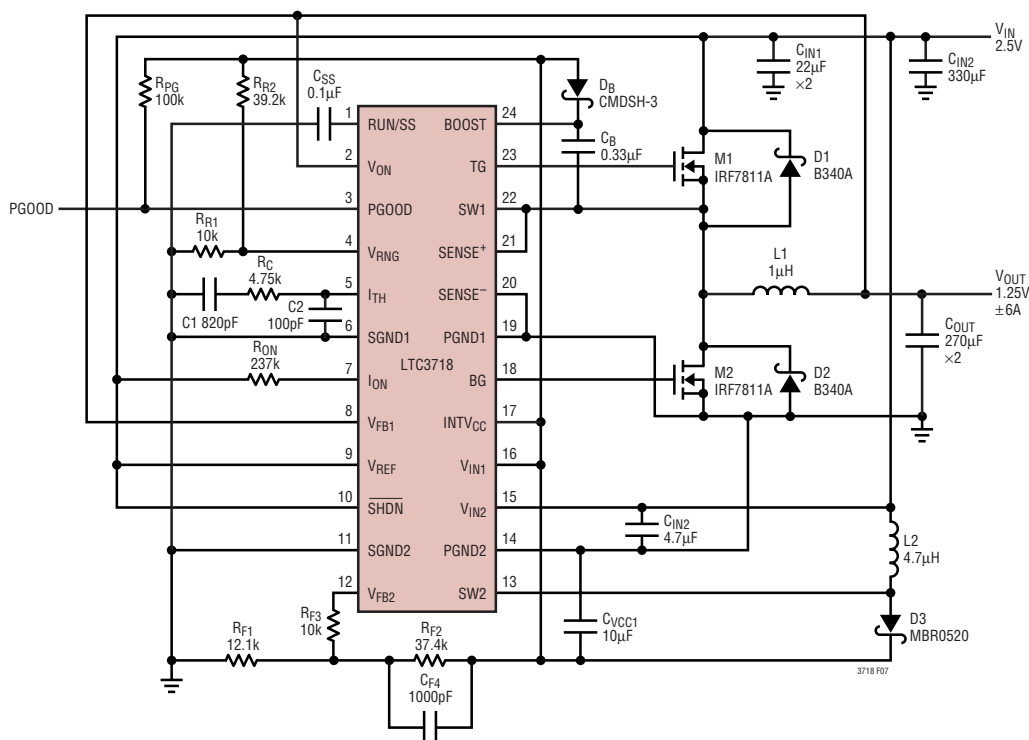 VIN
2.5V
CIN1
22µF
×2
CIN2
330µF
RPG
100k
RR2
39.2k
CSS
0.1µF
DB
CMDSH-3
CB
0.33µF
M1
IRF7811A
D1
B340A
1 RUN/SS BOOST 24
2 VON TG 23
PGOOD 3 PGOOD SW1 22
RR1
10k
4 VRNG SENSE+ 21
RC
4.75k
5 ITH SENSE– 20
C1 820pF
C2
100pF
6 SGND1 PGND1 19
LTC3718
L1
1µH
VOUT
1.25V
±6A
COUT
270µF
×2
RON
237k
7 ION BG 18
M2
IRF7811A
D2
B340A
8 VFB1 INTVCC 17
9 VREF VIN1 16
10 SHDN VIN2 15
CIN2
4.7µF
11 SGND2 PGND2 14
L2
4.7µH
12 VFB2 SW2 13
RF3
10k
CVCC1
10µF
D3
MBR0520
RF1
12.1k
RF2
37.4k
CF4
1000pF
3718 F07